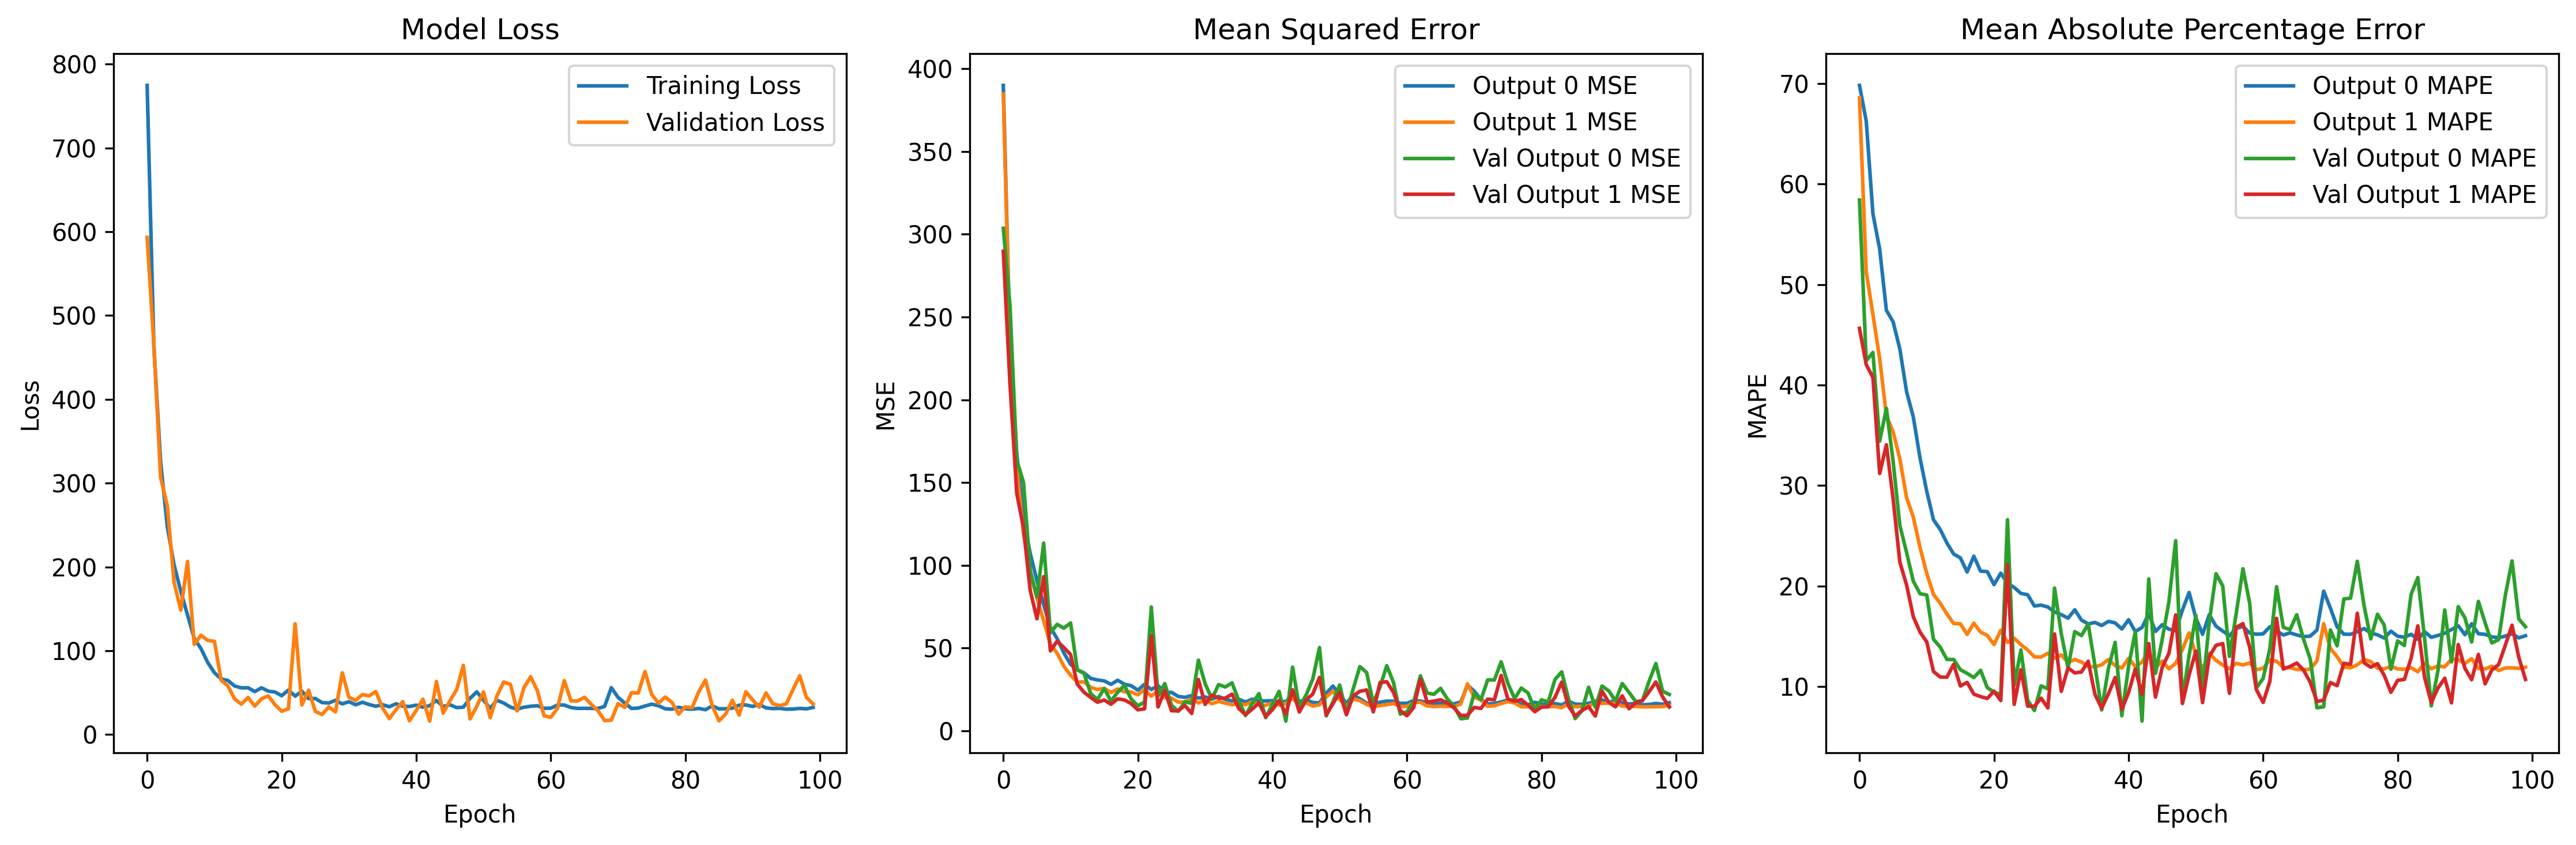 Model Loss
800
700
600
500
400
300
200
100
0
Loss
Training Loss
Validation Loss
0 20 40 60 80 100
Epoch
Mean Squared Error
400
350
300
250
200
150
100
50
0
MSE
Output 0 MSE
Output 1 MSE
Val Output 0 MSE
Val Output 1 MSE
0 20 40 60 80 100
Epoch
Mean Absolute Percentage Error
70
60
50
40
30
20
10
MAPE
Output 0 MAPE
Output 1 MAPE
Val Output 0 MAPE
Val Output 1 MAPE
0 20 40 60 80 100
Epoch